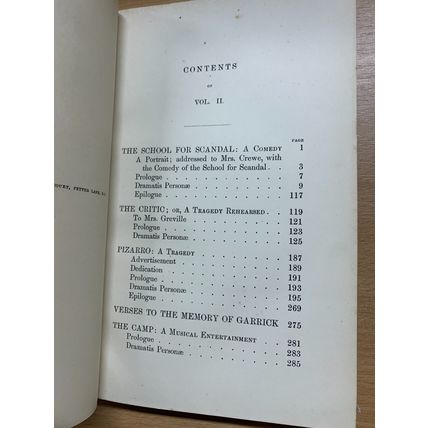 OURT, FETTER LANE, E.C.
CONTENTS
OF
VOL. II.
PAGE
THE SCHOOL FOR SCANDAL: A COMEDY 1
A Portrait; addressed to Mrs. Crewe, with
the Comedy of the School for Scandal . . 3
Prologue . . . . . . . . . 7
Dramatis Personæ . . . . . . . 9
Epilogue . . . . . . . . . 117
THE CRITIC; OR, A TRAGEDY REHEARSED . . 119
To Mrs. Greville . . . . . . . 121
Prologue . . . . . . . . . 123
Dramatis Personæ . . . . . . . 125
PIZARRO: A TRAGEDY . . . . . . 187
Advertisement . . . . . . . . 189
Dedication . . . . . . . . . 191
Prologue . . . . . . . . . 193
Dramatis Personæ . . . . . . . 195
Epilogue . . . . . . . . . 269
VERSES TO THE MEMORY OF GARRICK 275
THE CAMP: A MUSICAL ENTERTAINMENT . . . 281
Prologue . . . . . . . . . 283
Dramatis Personæ . . . . . . . 285